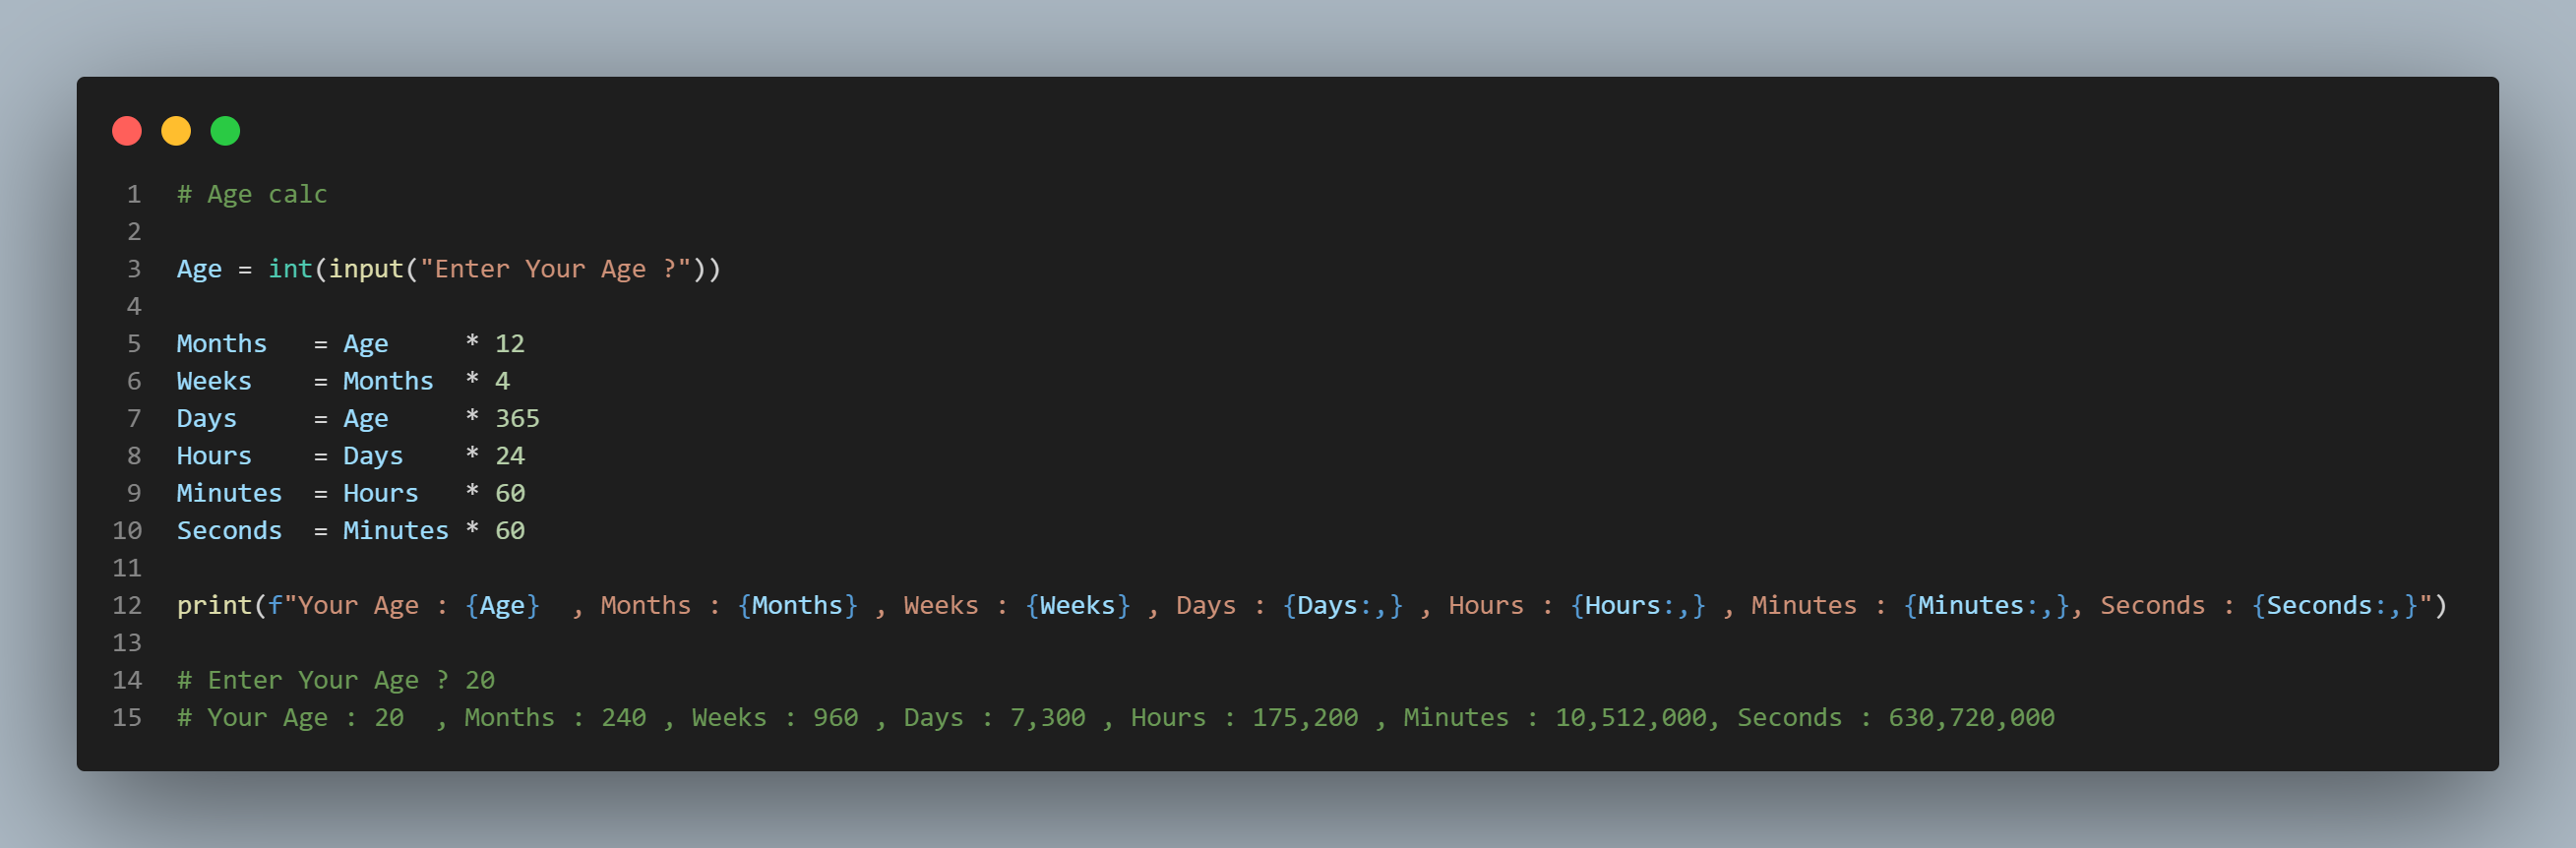 1 # Age calc
2
3 Age = int(input("Enter Your Age ?"))
4
5 Months   = Age     * 12
6 Weeks    = Months  * 4
7 Days     = Age     * 365
8 Hours    = Days    * 24
9 Minutes  = Hours   * 60
10 Seconds  = Minutes * 60
11
12 print(f"Your Age : {Age}  , Months : {Months} , Weeks : {Weeks} , Days : {Days:,} , Hours : {Hours:,} , Minutes : {Minutes:,}, Seconds : {Seconds:,}")
13
14 # Enter Your Age ? 20
15 # Your Age : 20  , Months : 240 , Weeks : 960 , Days : 7,300 , Hours : 175,200 , Minutes : 10,512,000, Seconds : 630,720,000